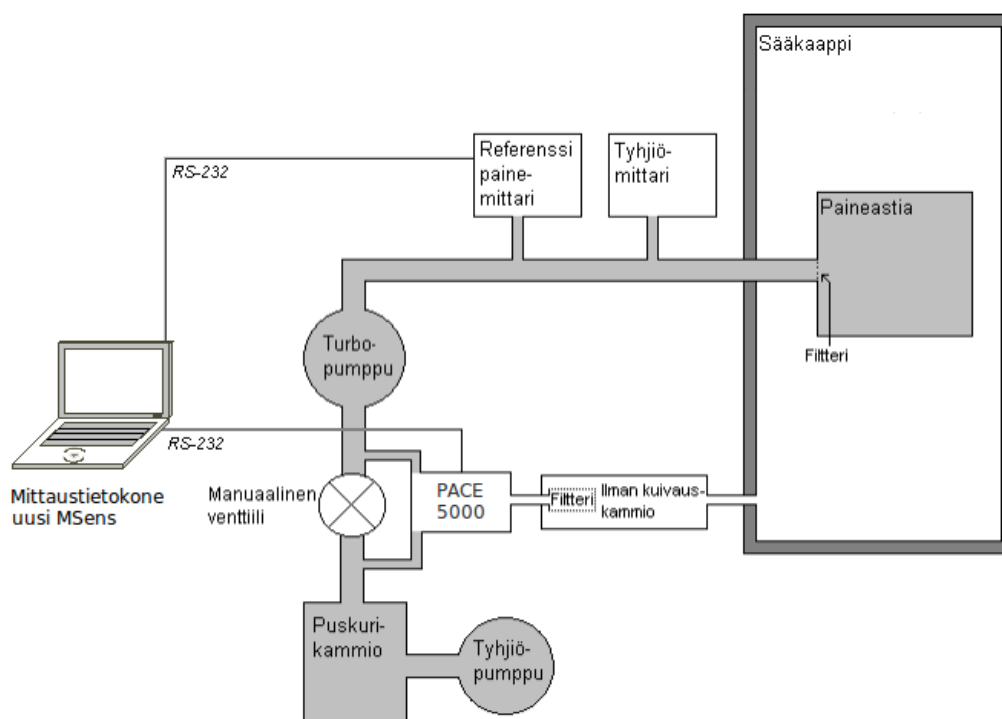 Sääkaappi
Referenssi
paine-
mittari
Tyhjiö-
mittari
RS-232
Paineastia
Turbo-
pumppu
Filtteri
RS-232
Mittaustietokone
uusi MSens
Manuaalinen
venttiili
PACE
5000
Filtteri
Ilman kuivaus-
kammio
Puskuri-
kammio
Tyhjiö-
pumppu